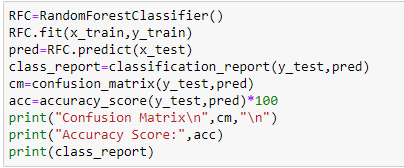 RFC=RandomForestClassifier()
RFC.fit(x_train,y_train)
pred=RFC.predict(x_test)
class_report=classification_report(y_test,pred)
cm=confusion_matrix(y_test,pred)
acc=accuracy_score(y_test,pred)*100
print("Confusion Matrix\n",cm,"\n")
print("Accuracy Score:",acc)
print(class_report)